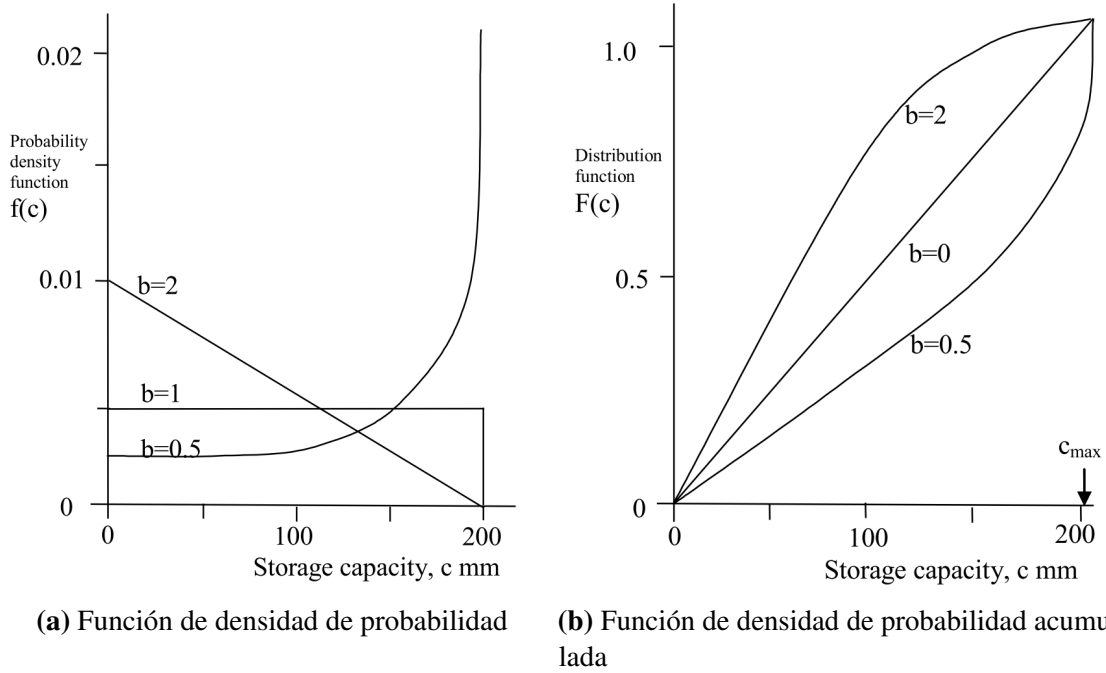 0.02
Probability
density
function
f(c)
0.01
b=2
b=1
b=0.5
0
0
100
200
Storage capacity, c mm
(a) Función de densidad de probabilidad
1.0
Distribution
function
F(c)
b=2
b=0
0.5
b=0.5
c_max
0
0
100
200
Storage capacity, c mm
(b) Función de densidad de probabilidad acumu
lada